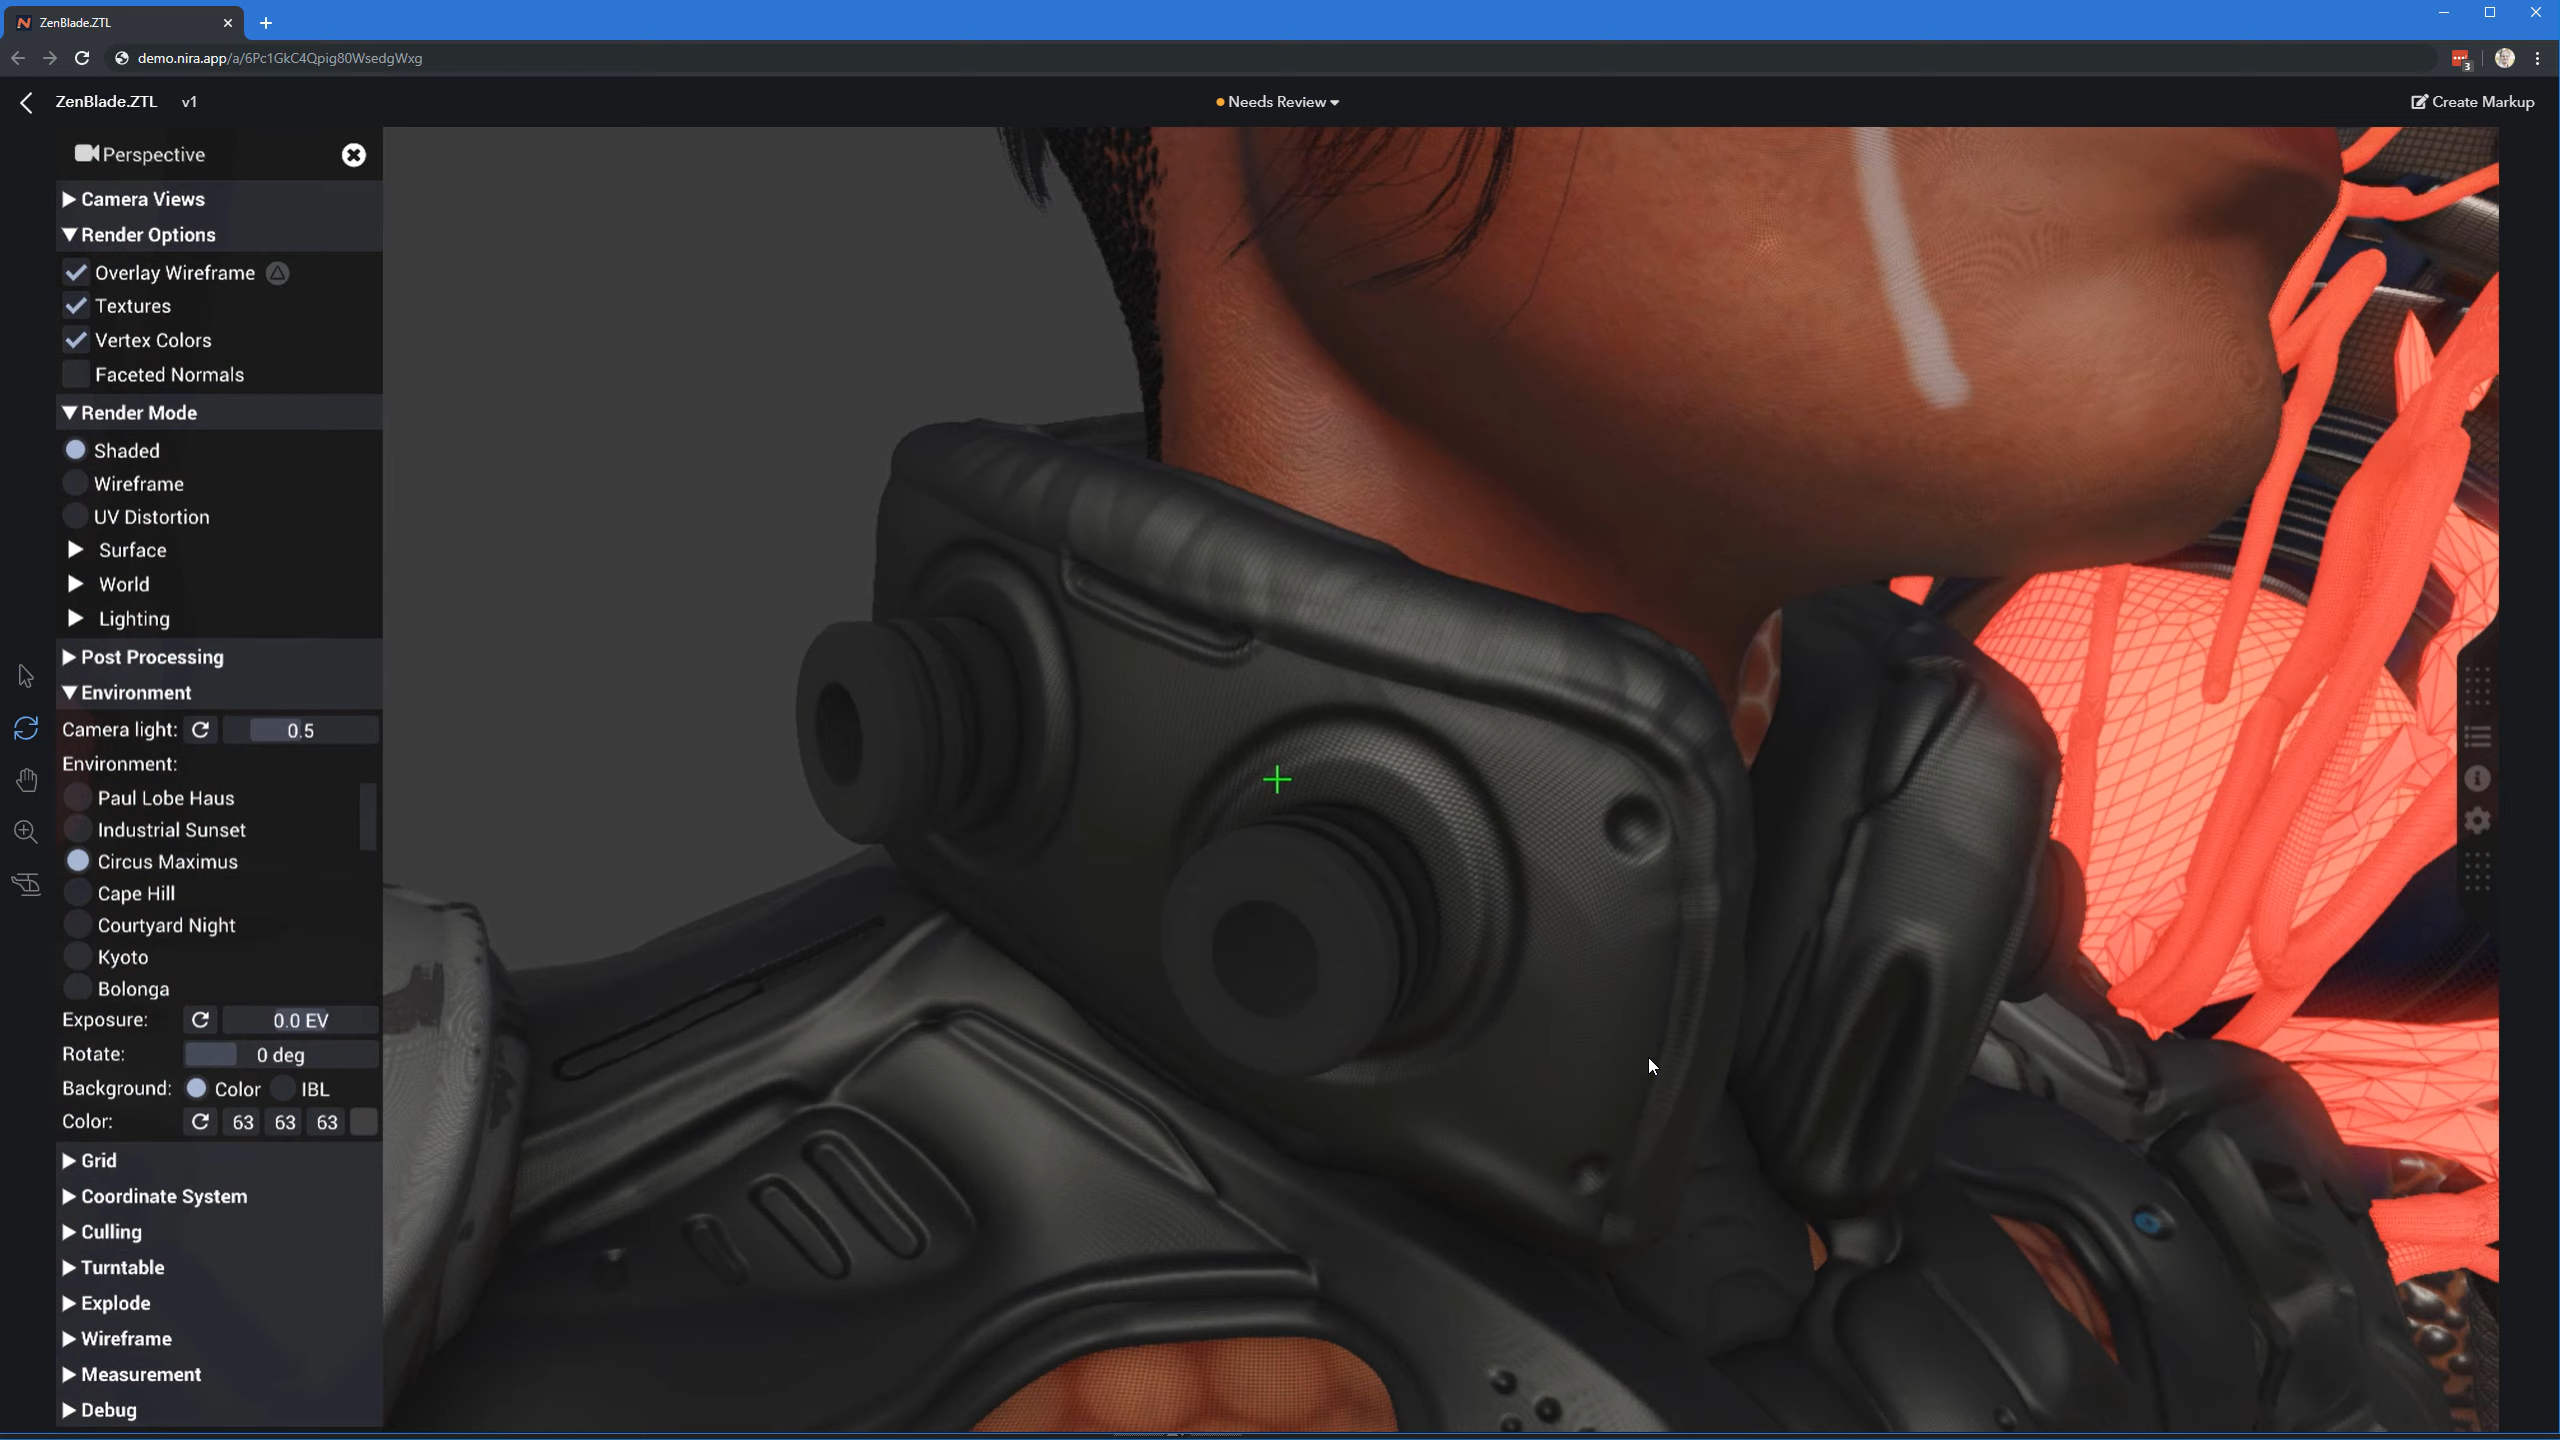 ZenBlade.ZTL
demo.nira.app/a/6Pc1GkC4Qpig80WsedgWxg
3
ZenBlade.ZTL v1
Needs Review
Create Markup
Perspective
Camera Views
Render Options
Overlay Wireframe
Textures
Vertex Colors
Faceted Normals
Render Mode
Shaded
Wireframe
UV Distortion
Surface
World
Lighting
Post Processing
Environment
Camera light: 0.5
Environment:
Paul Lobe Haus
Industrial Sunset
Circus Maximus
Cape Hill
Courtyard Night
Kyoto
Bolonga
Exposure: 0.0 EV
Rotate: 0 deg
Background: Color IBL
Color: 63 63 63
Grid
Coordinate System
Culling
Turntable
Explode
Wireframe
Measurement
Debug